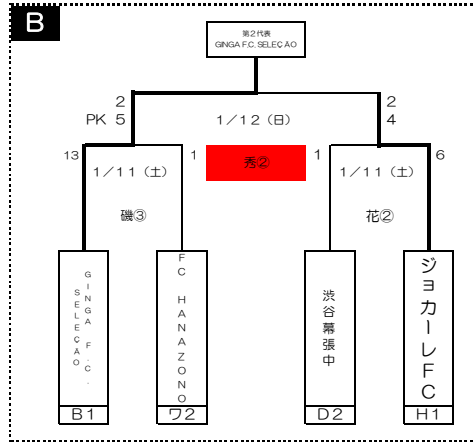 B
第2代表
GINGA F.C. SELEÇÃO
2
PK 5
1/12（日）
2
4
13
1
秀②
1
6
1/11（土）
1/11（土）
磯③
花②
GINGA F.C.
SELEÇÃO
FC HANAZONO
渋谷幕張中
ジョカーレFC
B1
ワ2
D2
H1